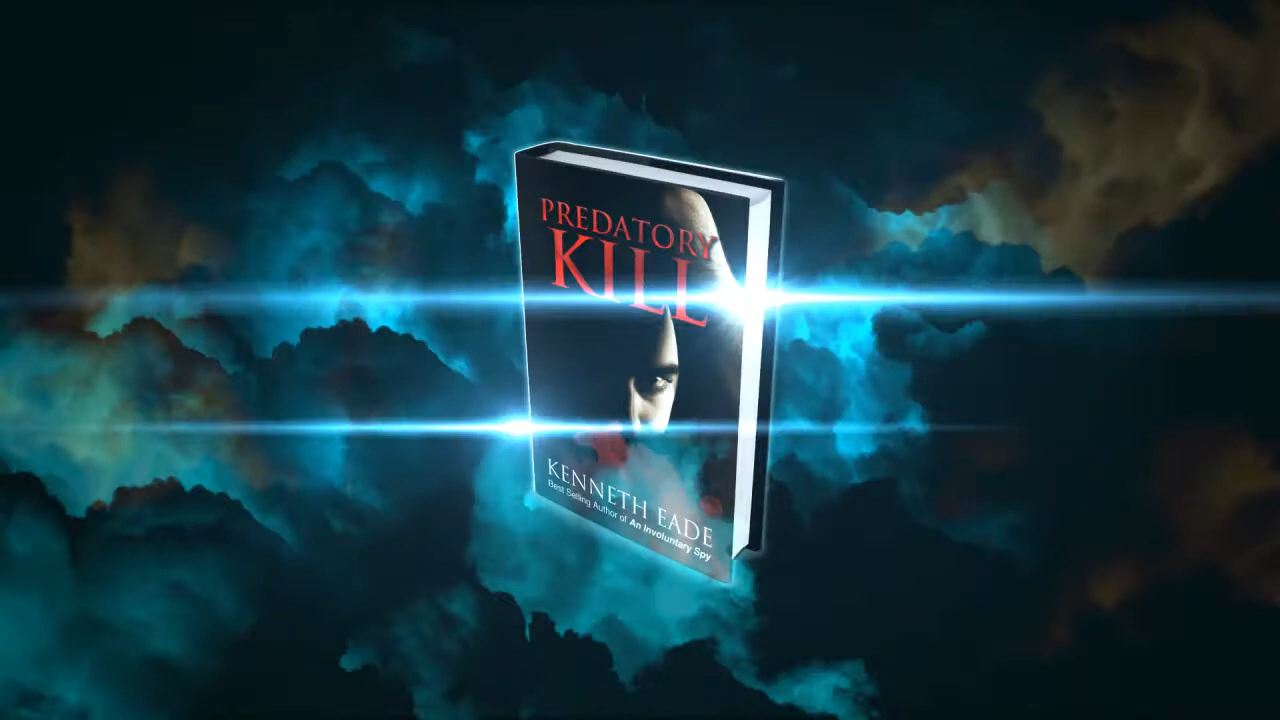 PREDATORY
KILL
KENNETH EADE
Best Selling Author of An Involuntary Spy